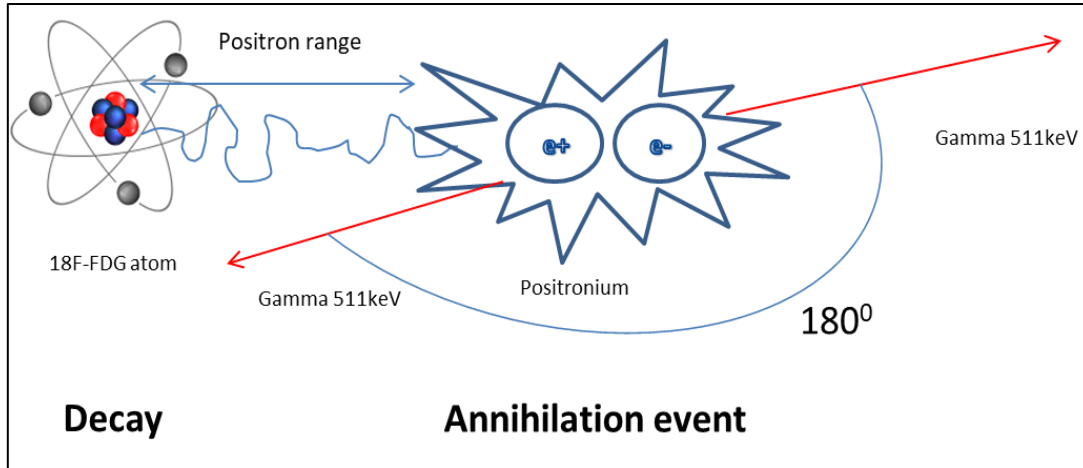 Positron range
e+
e-
Gamma 511keV
18F-FDG atom
Gamma 511keV
Positronium
180⁰
Decay
Annihilation event